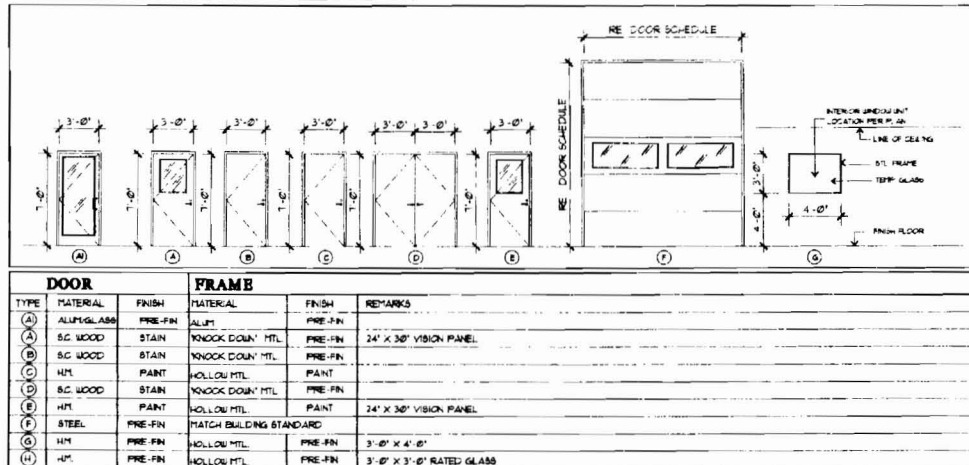 RE DOOR SCHEDULE
3'-0"
3'-0"
3'-0"
3'-0"
3'-0" 3'-0"
3'-0"
RE DOOR SCHEDULE
INTERIOR WINDOW UNIT
LOCATION PER PLAN
LINE OF CEILING
STL FRAME
TEMP GLASS
7'-0"
7'-0"
7'-0"
7'-0"
7'-0"
7'-0"
3'-0"
4'-0"
4'-0"
FINISH FLOOR
A1 A B C D E F G
DOOR FRAME
TYPE MATERIAL FINISH MATERIAL FINISH REMARKS
A1 ALUM/GLASS PRE-FIN ALUM PRE-FIN
A S.C. WOOD STAIN 'KNOCK DOWN' MTL. PRE-FIN 24" X 30" VISION PANEL
B S.C. WOOD STAIN 'KNOCK DOWN' MTL. PRE-FIN
C H.M. PAINT HOLLOW MTL. PAINT
D S.C. WOOD STAIN 'KNOCK DOWN' MTL PRE-FIN
E H.M. PAINT HOLLOW MTL. PAINT 24" X 30" VISION PANEL
F STEEL PRE-FIN MATCH BUILDING STANDARD
G H.M PRE-FIN HOLLOW MTL. PRE-FIN 3'-0" X 4'-0"
H H.M. PRE-FIN HOLLOW MTL. PRE-FIN 3'-0" X 3'-0" RATED GLASS